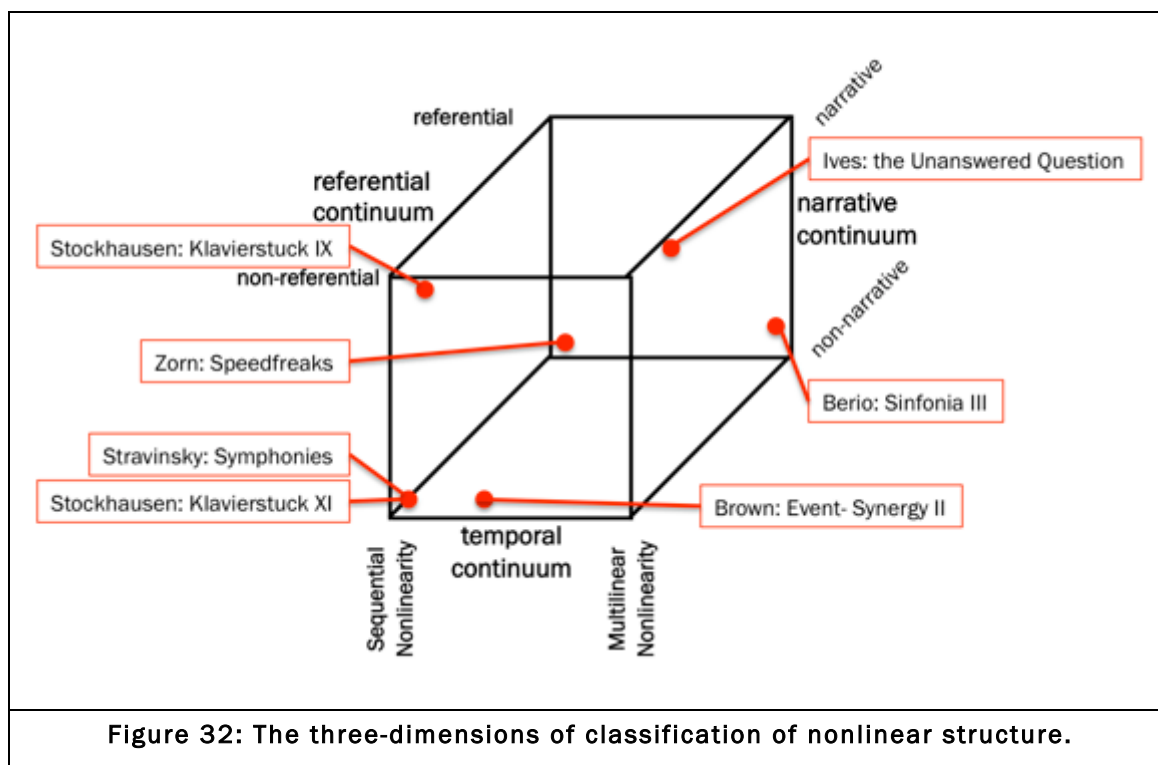 referential
narrative
Ives: the Unanswered Question
referential
continuum
narrative
continuum
Stockhausen: Klavierstuck IX
non-referential
non-narrative
Zorn: Speedfreaks
Berio: Sinfonia III
Stravinsky: Symphonies
Stockhausen: Klavierstuck XI
Brown: Event- Synergy II
temporal
continuum
Sequential
Nonlinearity
Multilinear
Nonlinearity
Figure 32: The three-dimensions of classification of nonlinear structure.